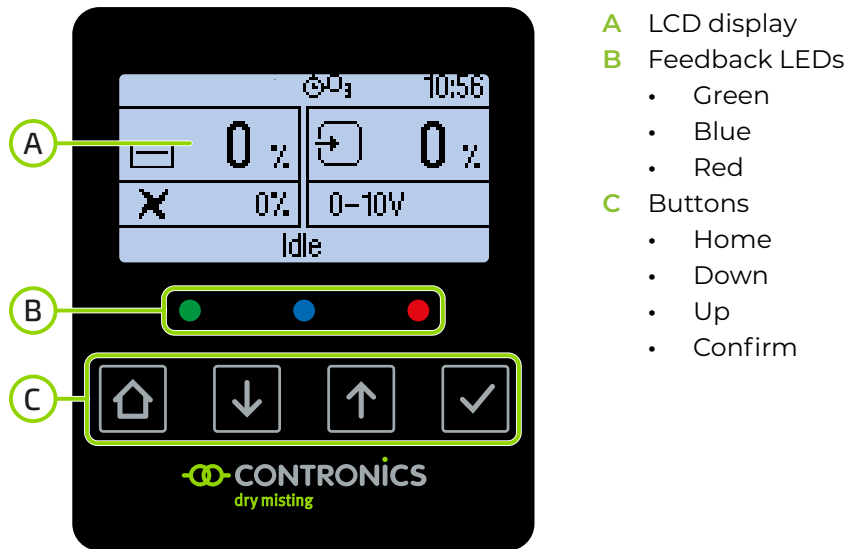 O₃ 10:56
0 % 0 %
0% 0-10V
Idle
CONTRONICS
dry misting
A
B
C
A LCD display
B Feedback LEDs
• Green
• Blue
• Red
C Buttons
• Home
• Down
• Up
• Confirm